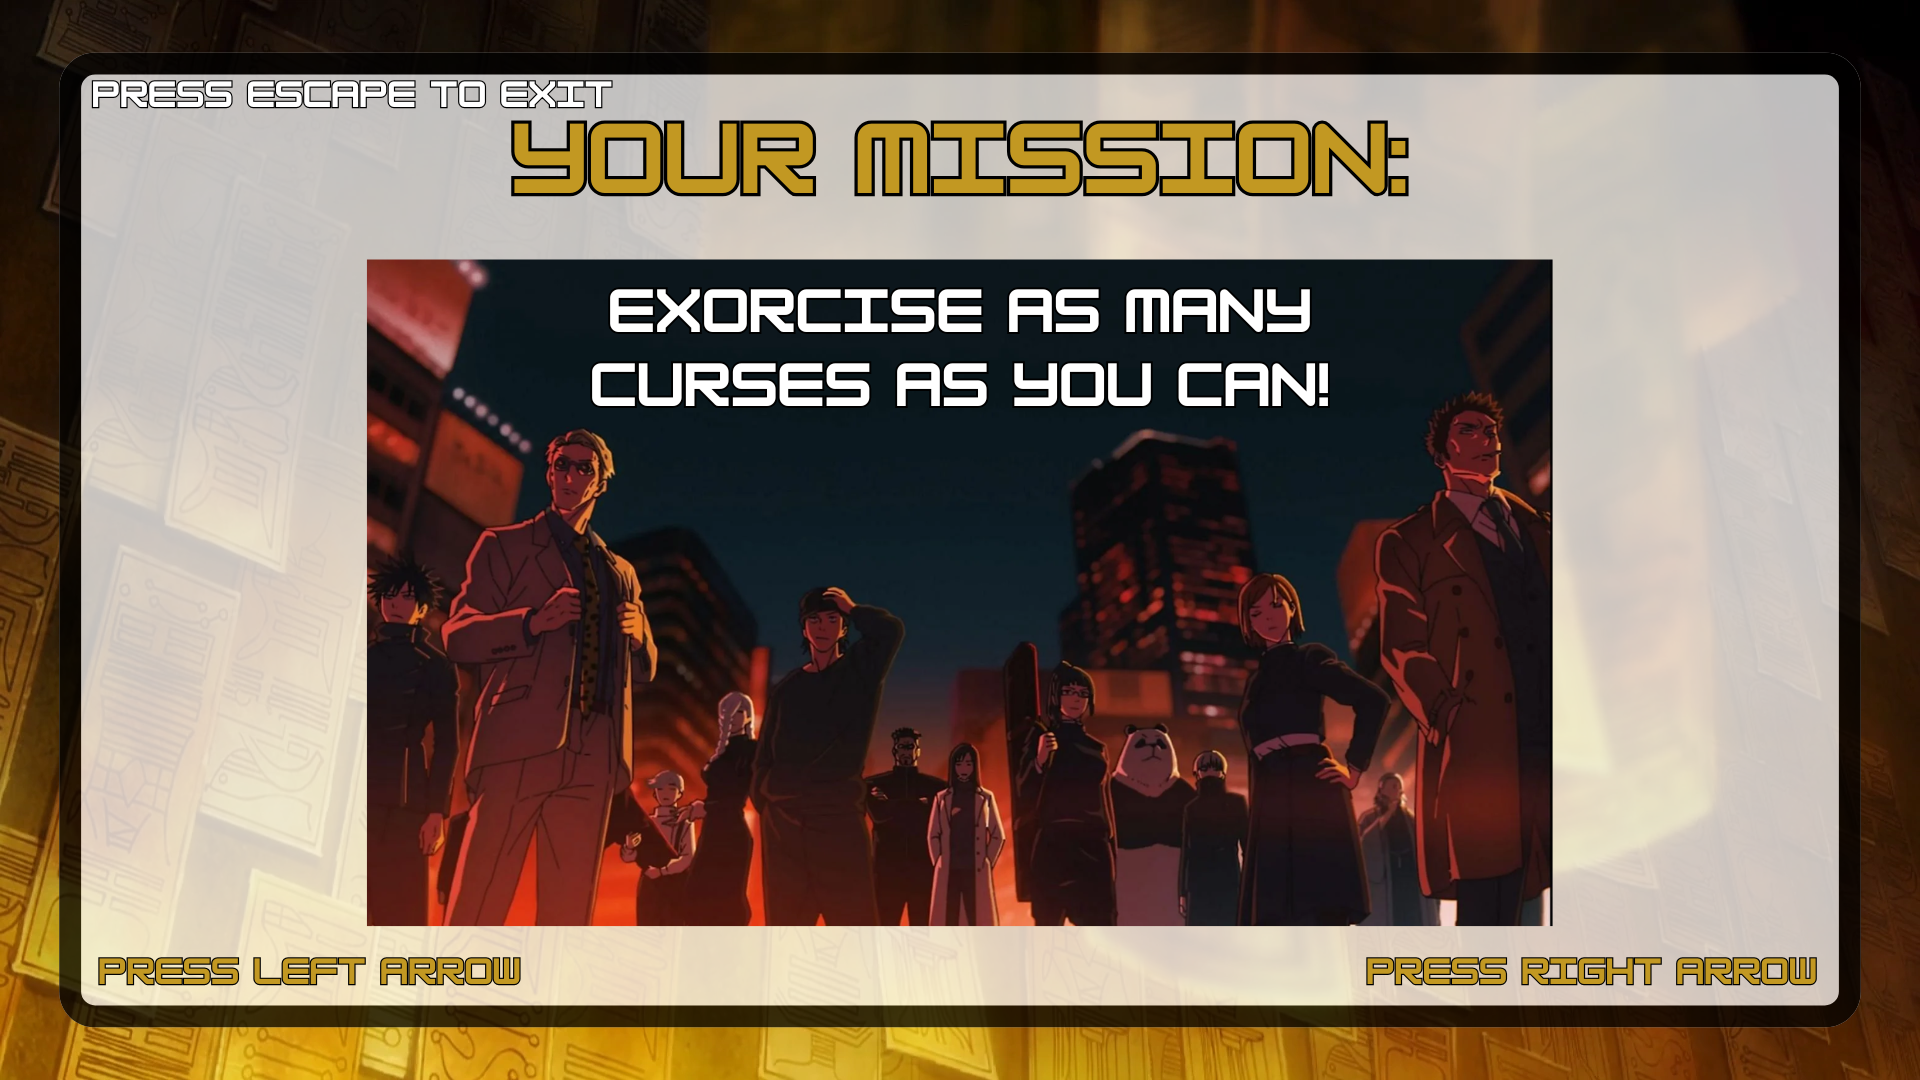 PRESS ESCAPE TO EXIT
YOUR MISSION:
EXORCISE AS MANY
CURSES AS YOU CAN!
PRESS LEFT ARROW
PRESS RIGHT ARROW